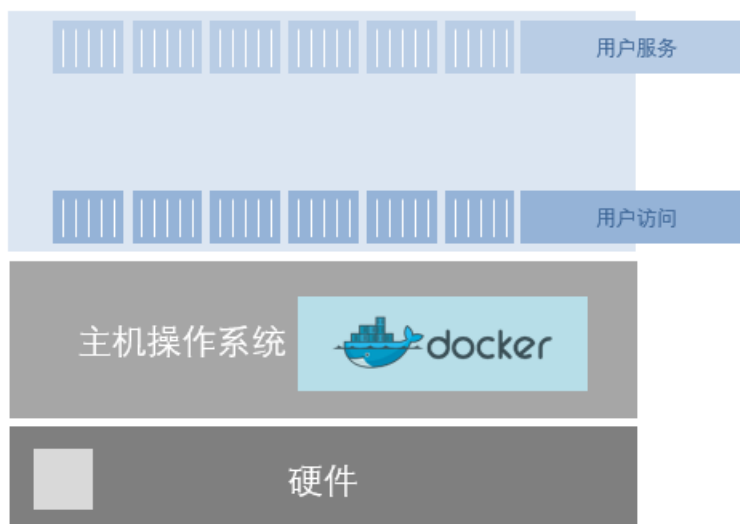 用户服务
用户访问
主机操作系统
docker
硬件